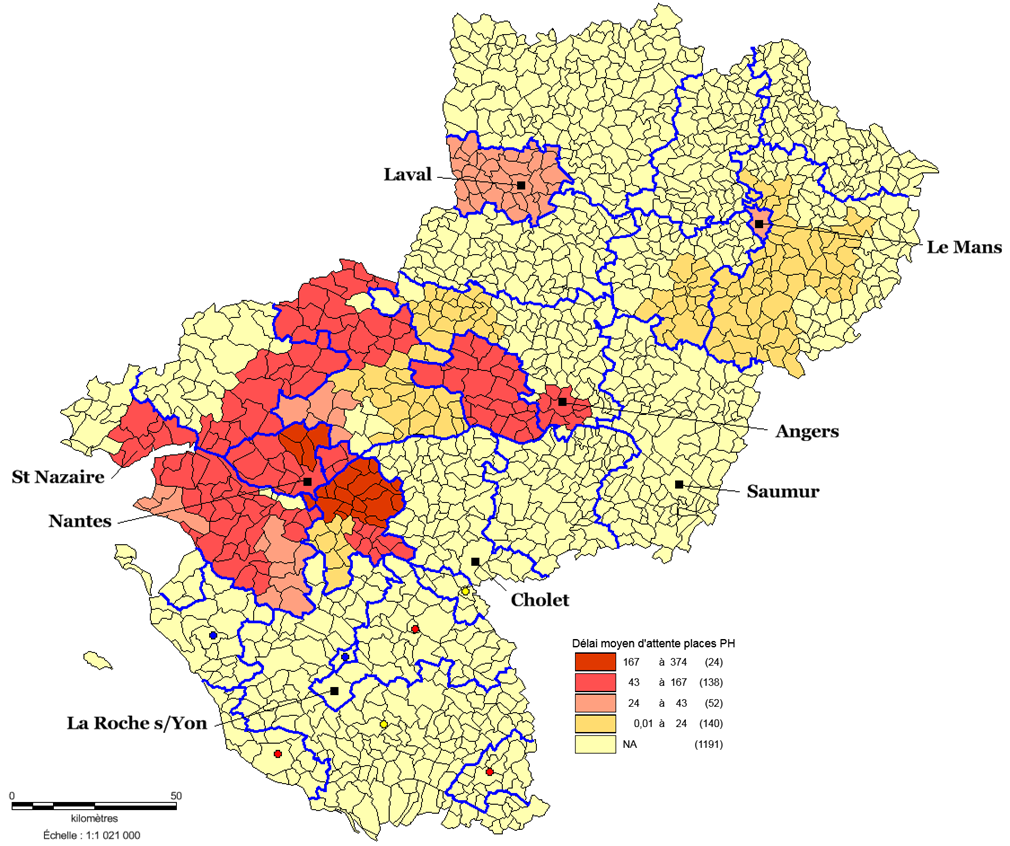 Laval
Le Mans
Angers
St Nazaire
Saumur
Nantes
Cholet
Délai moyen d'attente places PH
167 à 374 (24)
43 à 167 (138)
24 à 43 (52)
0,01 à 24 (140)
NA (1191)
La Roche s/Yon
0 50
kilomètres
Échelle : 1:1 021 000